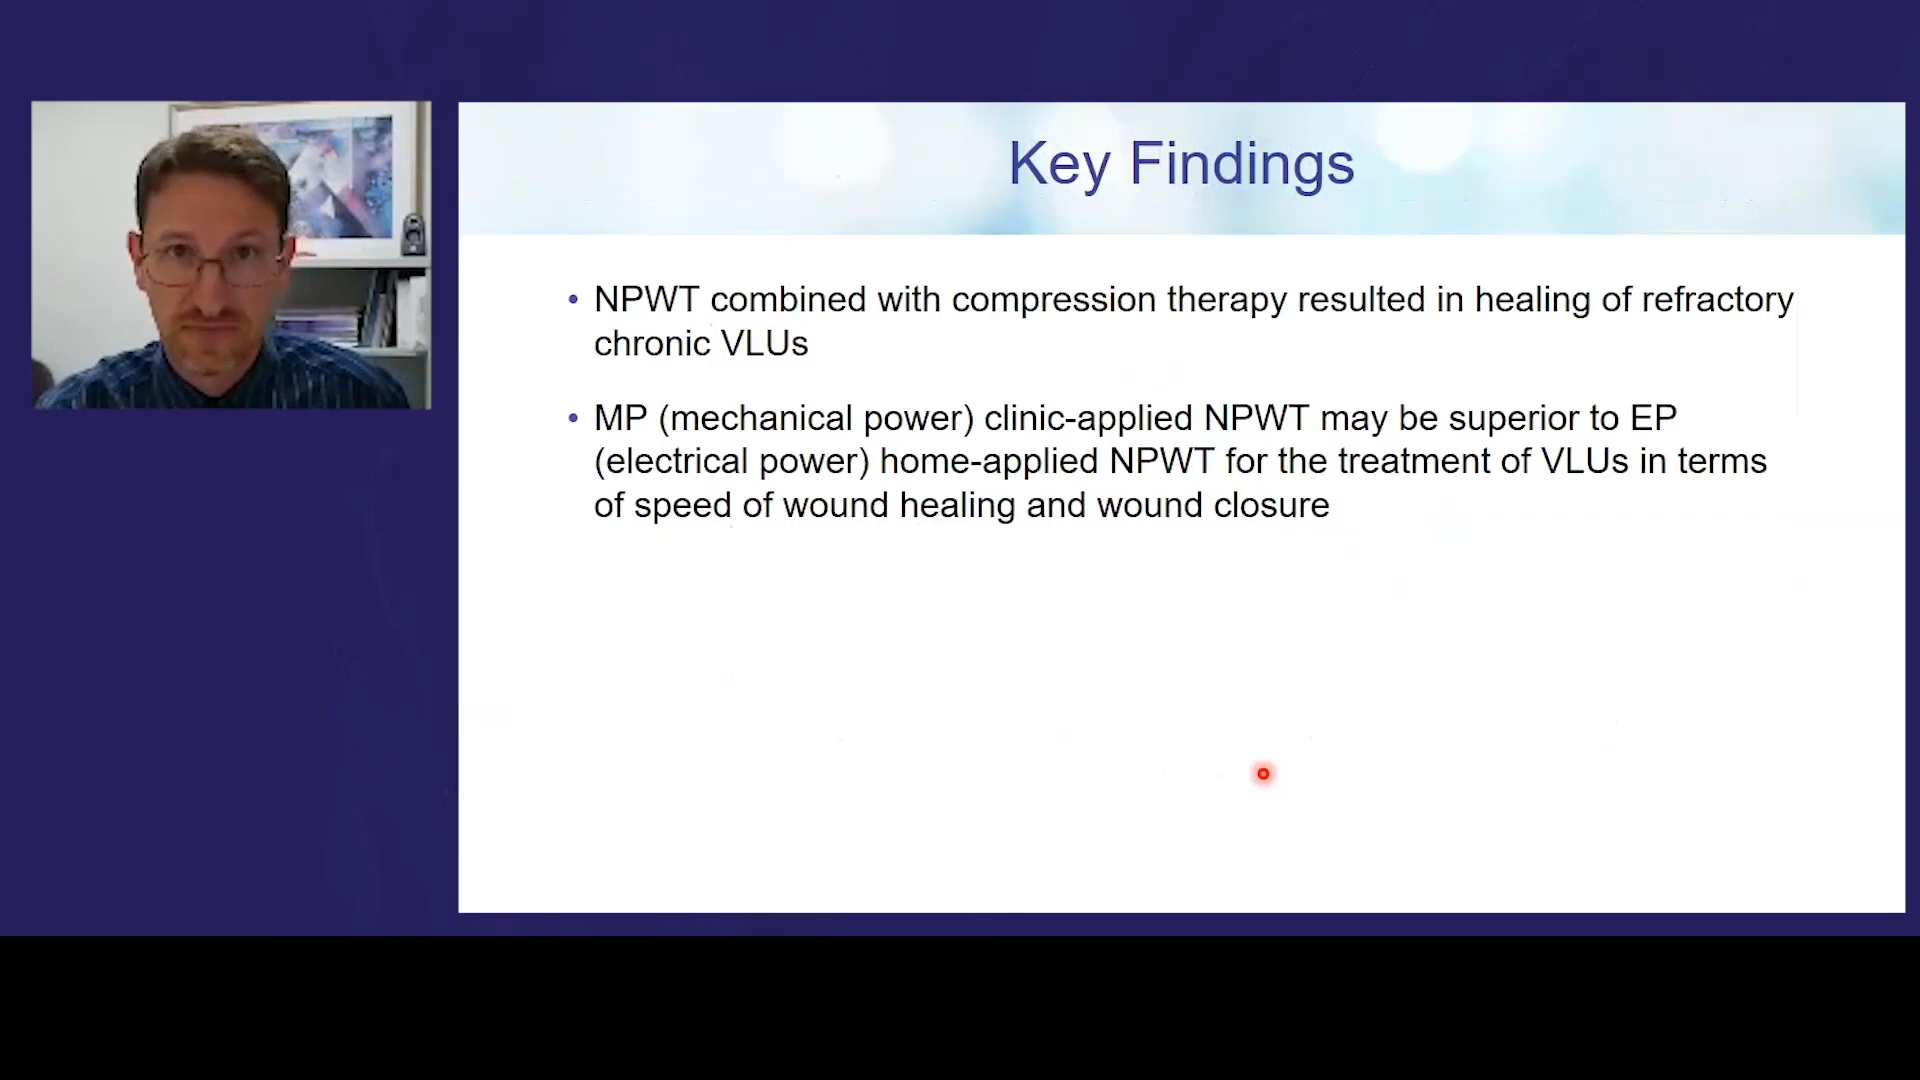 Key Findings
• NPWT combined with compression therapy resulted in healing of refractory
chronic VLUs
• MP (mechanical power) clinic-applied NPWT may be superior to EP
(electrical power) home-applied NPWT for the treatment of VLUs in terms
of speed of wound healing and wound closure